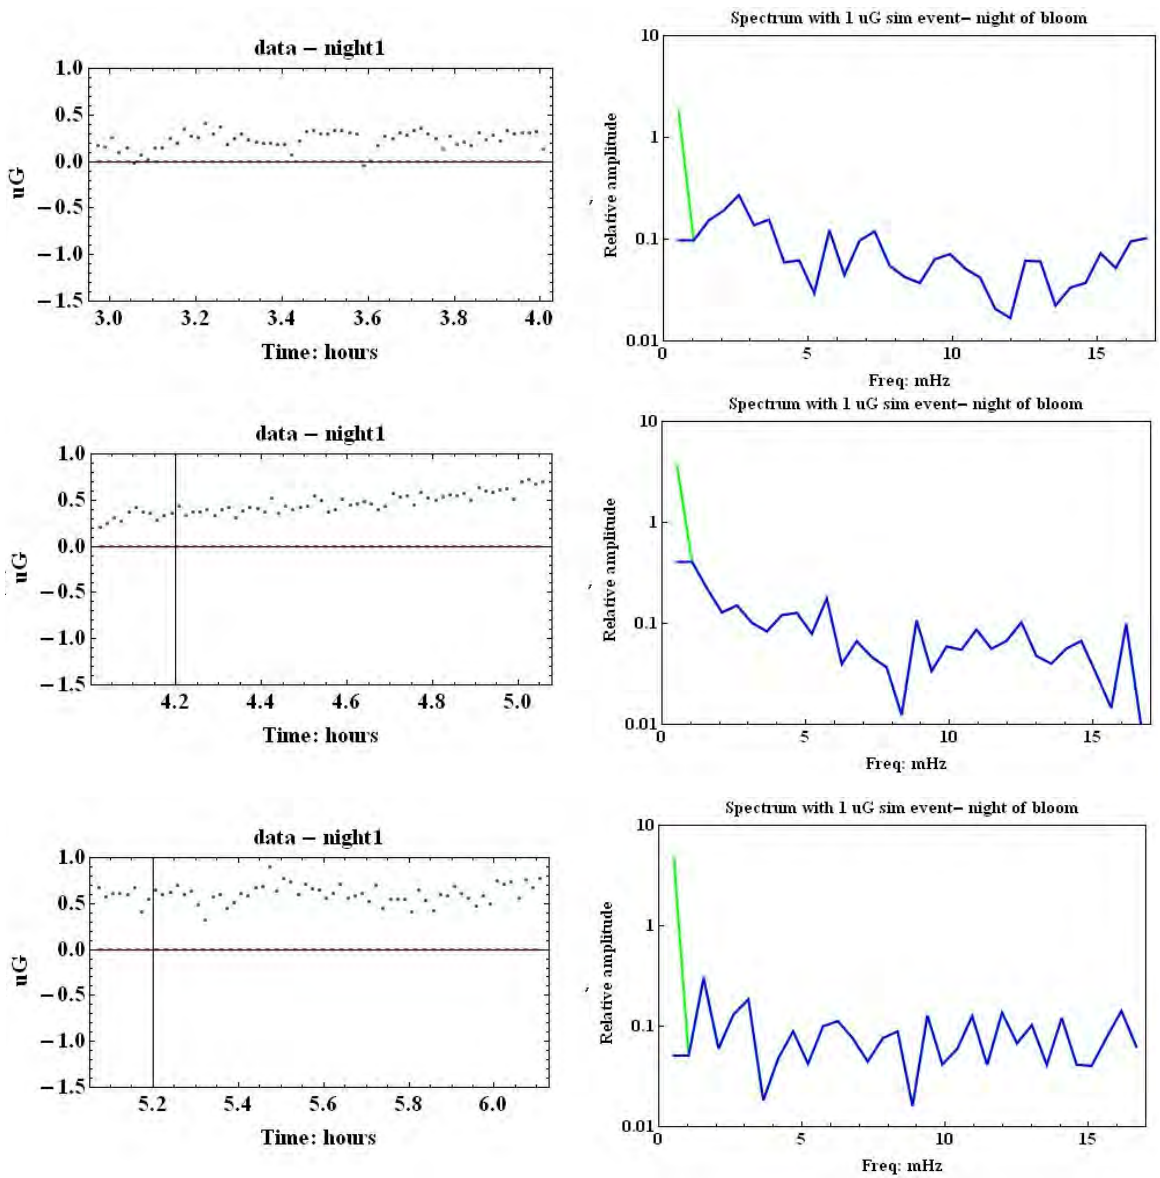 data − night1
1.0
0.5
0.0
−0.5
−1.0
−1.5
uG
3.0 3.2 3.4 3.6 3.8 4.0
Time: hours
Spectrum with 1 uG sim event− night of bloom
10
1
0.1
0.01
Relative amplitude
0 5 10 15
Freq: mHz
data − night1
1.0
0.5
0.0
−0.5
−1.0
−1.5
uG
4.2 4.4 4.6 4.8 5.0
Time: hours
Spectrum with 1 uG sim event− night of bloom
10
1
0.1
0.01
Relative amplitude
0 5 10 15
Freq: mHz
data − night1
1.0
0.5
0.0
−0.5
−1.0
−1.5
uG
5.2 5.4 5.6 5.8 6.0
Time: hours
Spectrum with 1 uG sim event− night of bloom
10
1
0.1
0.01
Relative amplitude
0 5 10 15
Freq: mHz